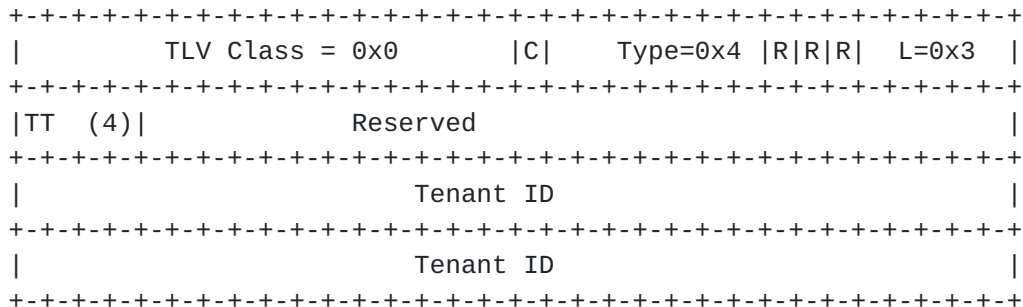 +-+-+-+-+-+-+-+-+-+-+-+-+-+-+-+-+-+-+-+-+-+-+-+-+-+-+-+-+-+-+-+-+
|         TLV Class = 0x0       |C|    Type=0x4 |R|R|R|  L=0x3  |
+-+-+-+-+-+-+-+-+-+-+-+-+-+-+-+-+-+-+-+-+-+-+-+-+-+-+-+-+-+-+-+-+
|TT  (4)|             Reserved                                  |
+-+-+-+-+-+-+-+-+-+-+-+-+-+-+-+-+-+-+-+-+-+-+-+-+-+-+-+-+-+-+-+-+
|                         Tenant ID                             |
+-+-+-+-+-+-+-+-+-+-+-+-+-+-+-+-+-+-+-+-+-+-+-+-+-+-+-+-+-+-+-+-+
|                         Tenant ID                             |
+-+-+-+-+-+-+-+-+-+-+-+-+-+-+-+-+-+-+-+-+-+-+-+-+-+-+-+-+-+-+-+-+